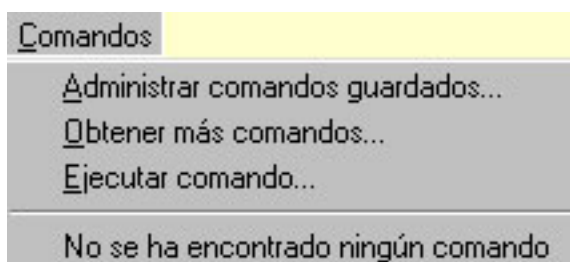 Comandos
Administrar comandos guardados...
Obtener más comandos...
Ejecutar comando...
No se ha encontrado ningún comando